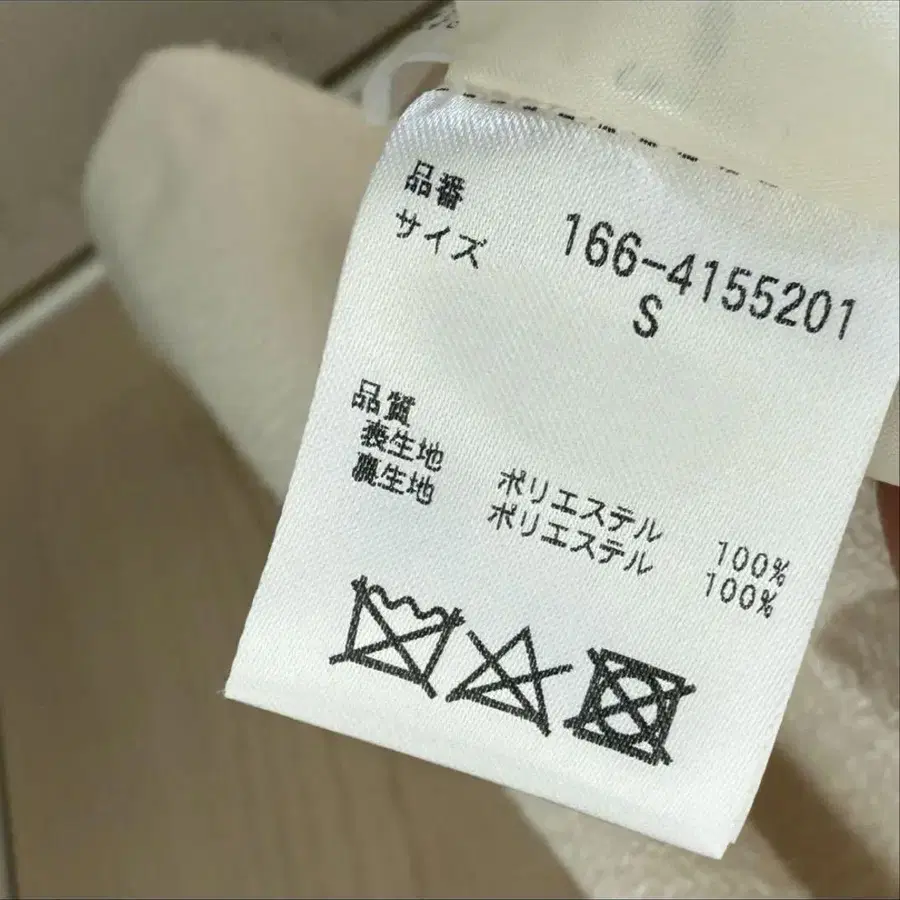 品番 166-4155201
サイズ S
品質
表生地 ポリエステル 100%
裏生地 ポリエステル 100%